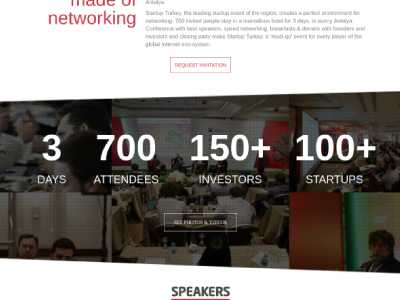 made of
networking
Antalya
Startup Turkey, the leading startup event of the region, creates a perfect environment for
networking. 700 invited people stay in a marvellous hotel for 3 days, in sunny Antalya.
Conference with best speakers, speed networking, breakfasts & dinners with founders and
investors and closing party make Startup Turkey, a 'must go' event for every player of the
global internet eco-system.
REQUEST INVITATION
3 700 150+ 100+
DAYS ATTENDEES INVESTORS STARTUPS
SEE PHOTOS & VIDEOS
SPEAKERS